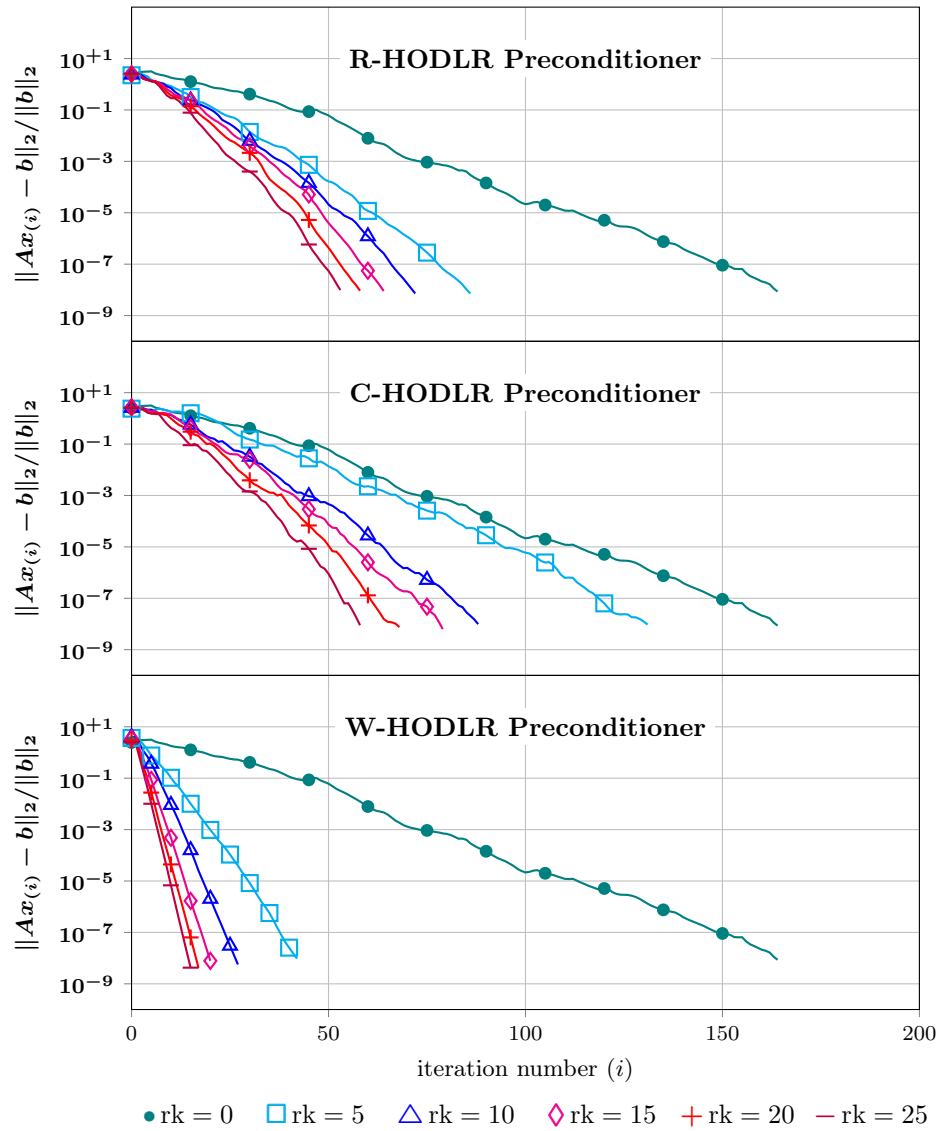 R-HODLR Preconditioner
10^{+1}
10^{-1}
10^{-3}
10^{-5}
10^{-7}
10^{-9}
||Ax_{(i)} − b||_2/||b||_2
C-HODLR Preconditioner
10^{+1}
10^{-1}
10^{-3}
10^{-5}
10^{-7}
10^{-9}
||Ax_{(i)} − b||_2/||b||_2
W-HODLR Preconditioner
10^{+1}
10^{-1}
10^{-3}
10^{-5}
10^{-7}
10^{-9}
||Ax_{(i)} − b||_2/||b||_2
0 50 100 150 200
iteration number (i)
rk = 0 rk = 5 rk = 10 rk = 15 rk = 20 rk = 25